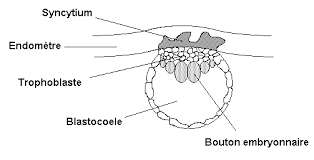 Syncytium
Endomètre
Trophoblaste
Blastocoele
Bouton embryonnaire